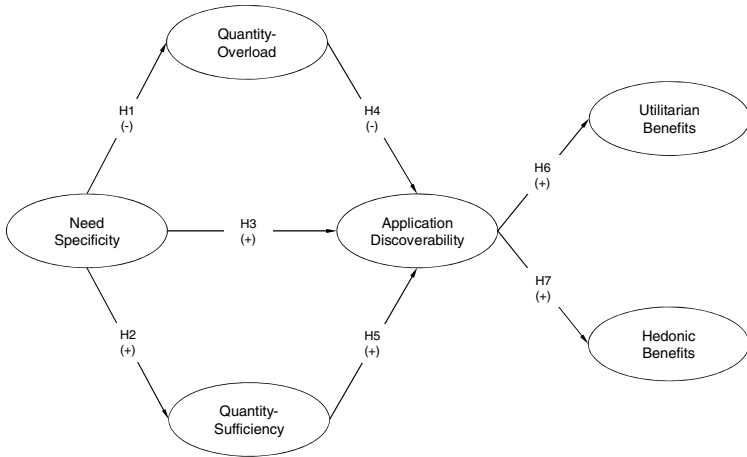 Quantity-
Overload
H1
(-)
H4
(-)
Utilitarian
Benefits
H6
(+)
Need
Specificity
H3
(+)
Application
Discoverability
H7
(+)
H2
(+)
H5
(+)
Hedonic
Benefits
Quantity-
Sufficiency